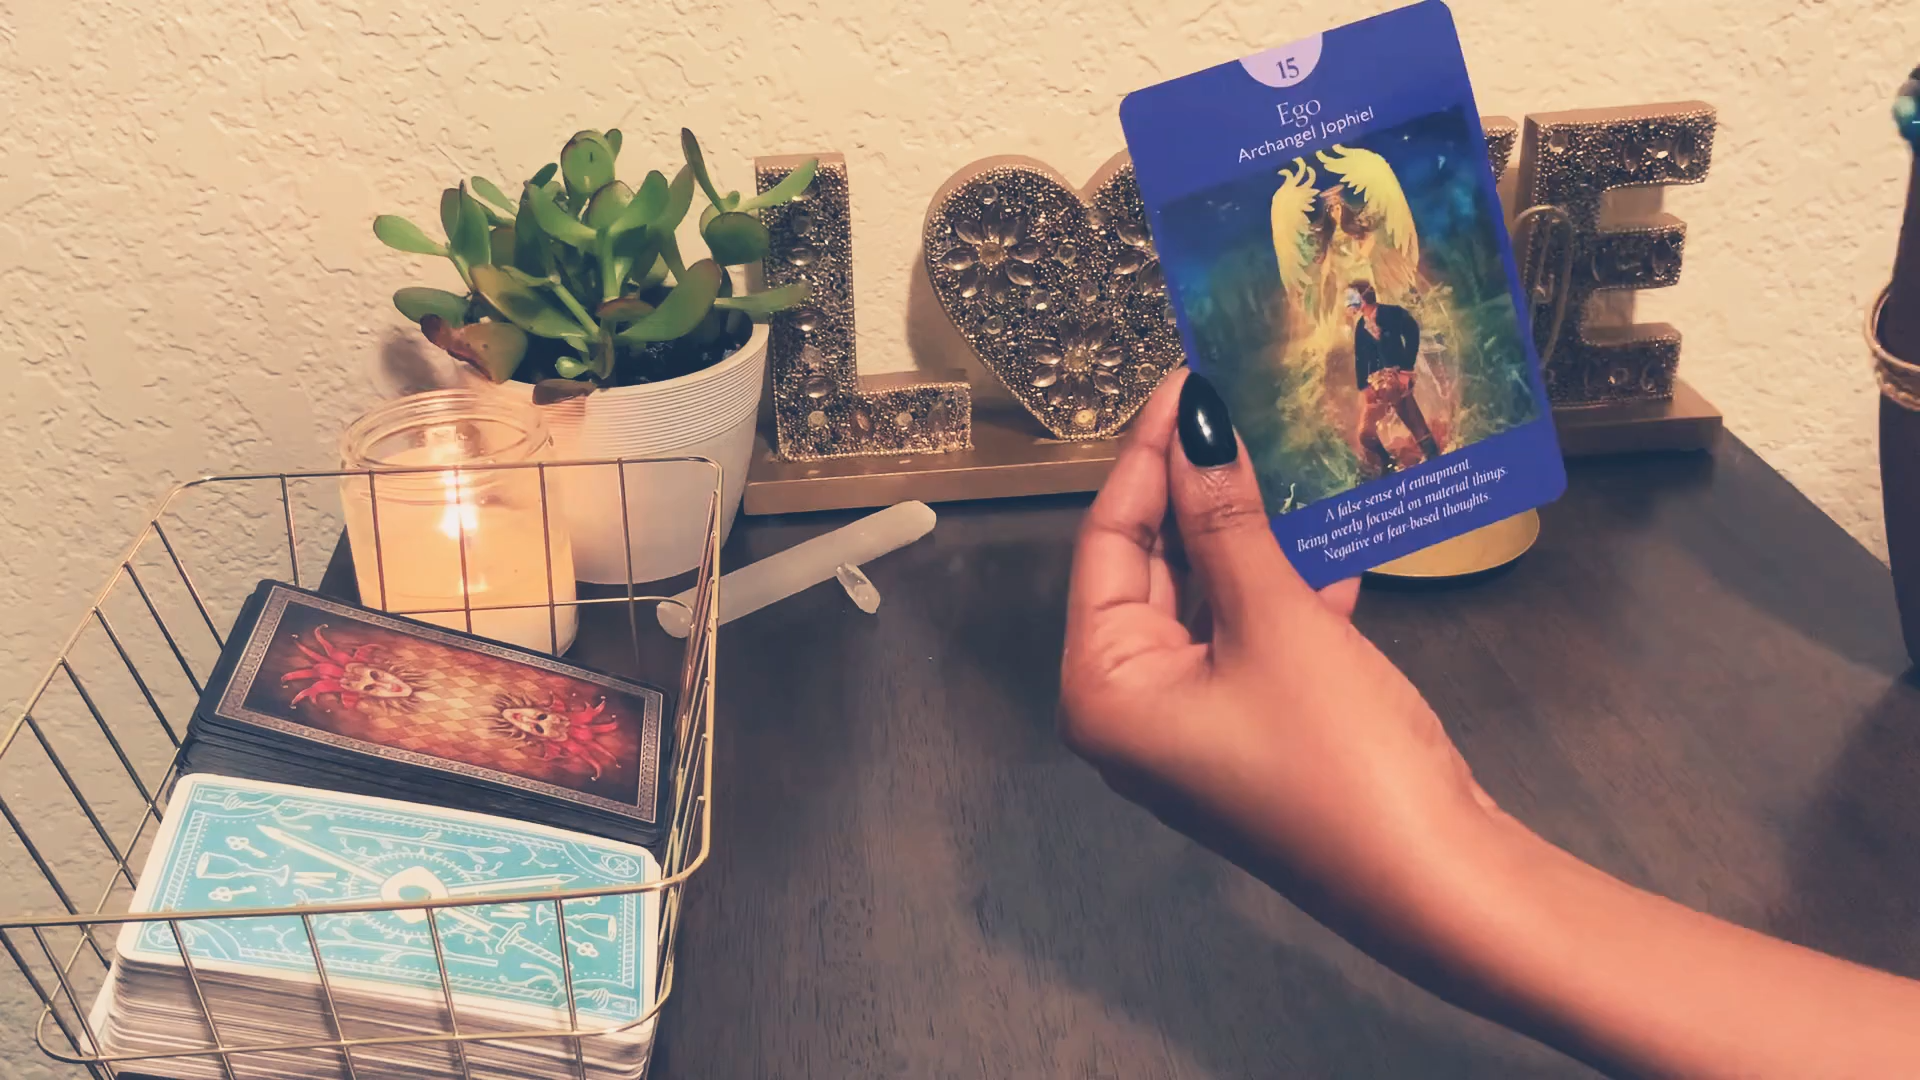 L VE
15
Ego
Archangel Jophiel
A false sense of entrapment.
Being overly focused on material things.
Negative or fear-based thoughts.